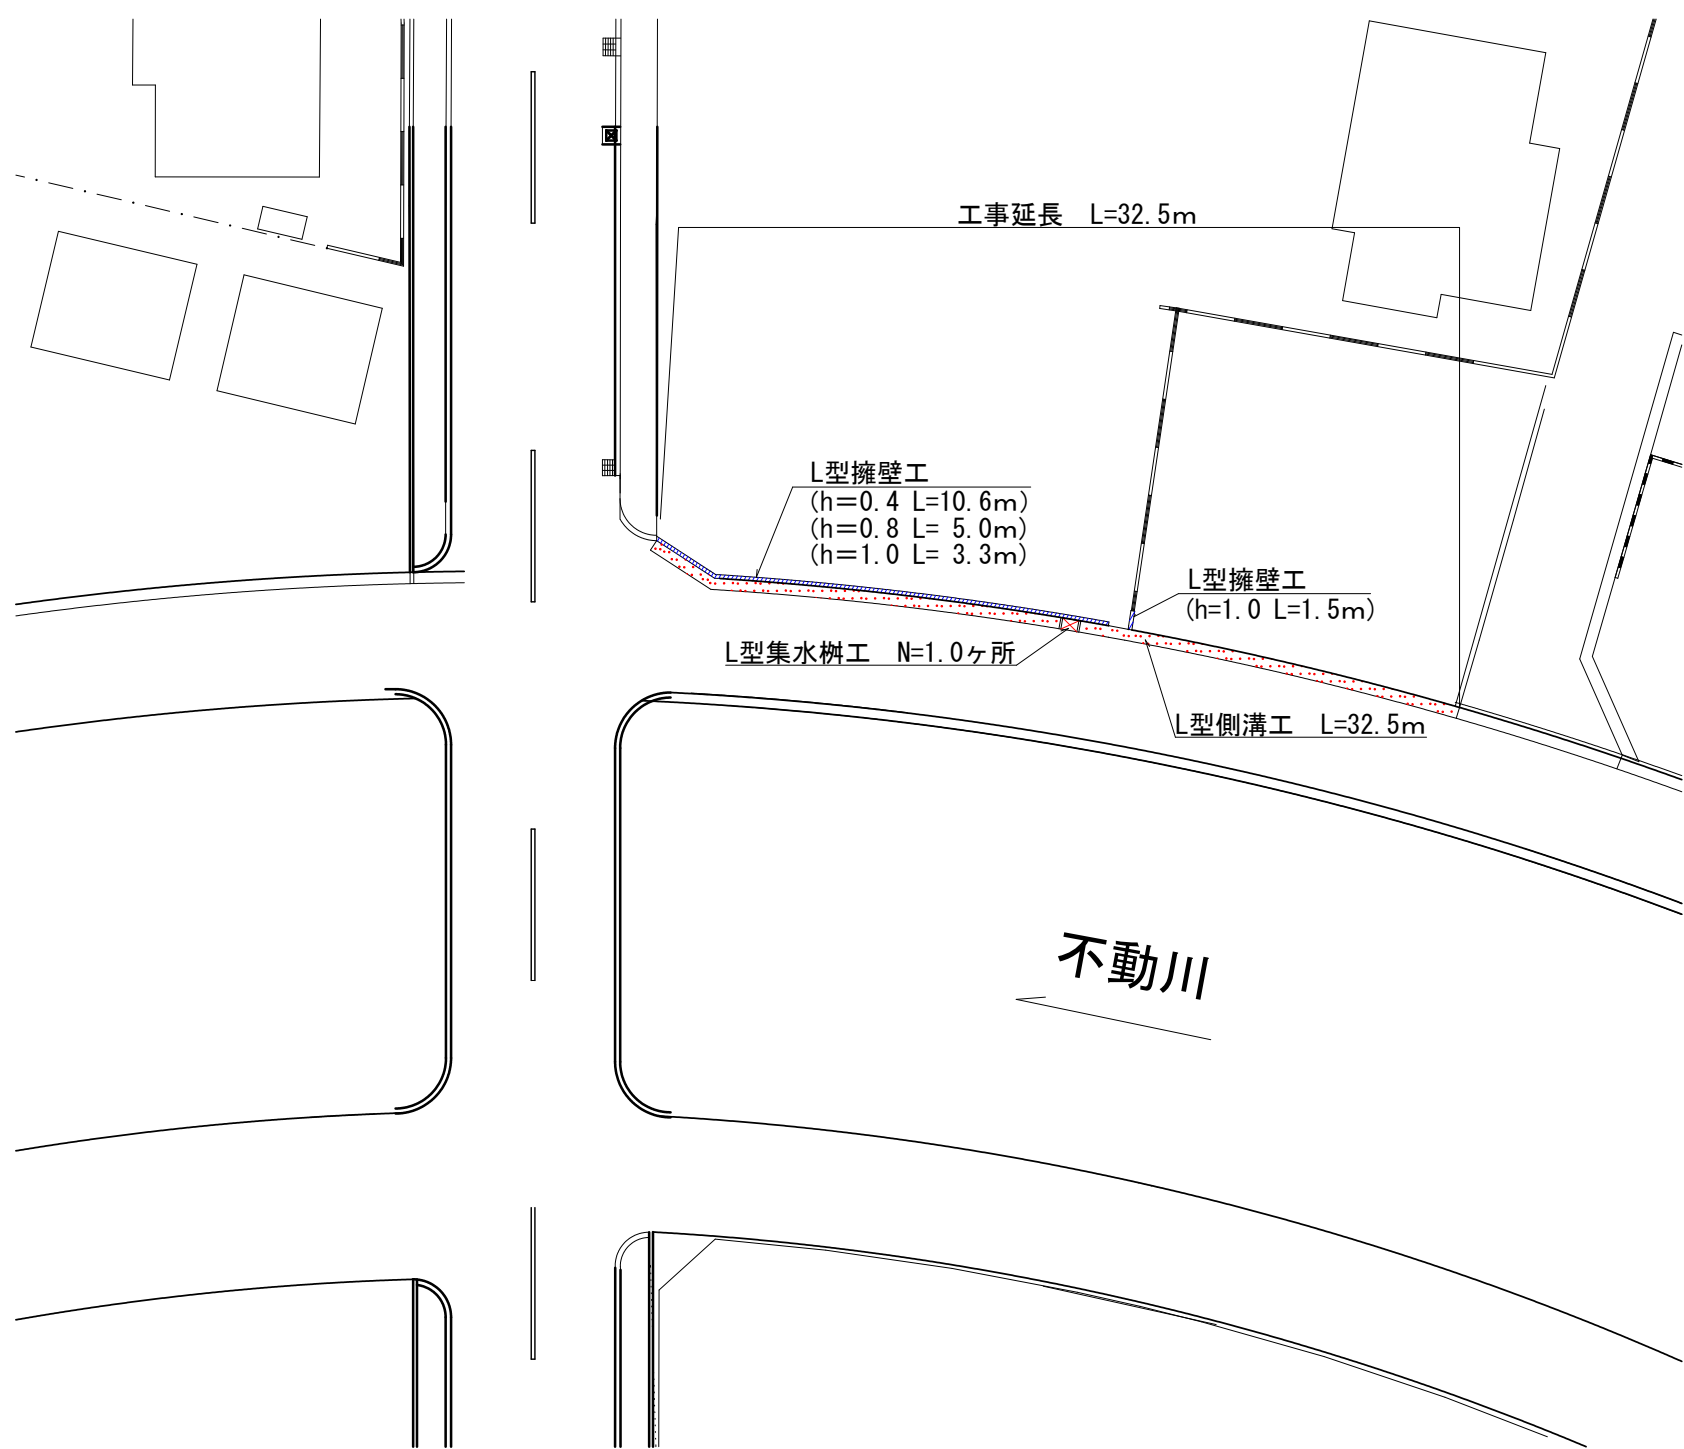 工事延長 L=32.5m
L型擁壁工
(h=0.4 L=10.6m)
(h=0.8 L= 5.0m)
(h=1.0 L= 3.3m)
L型擁壁工
(h=1.0 L=1.5m)
L型集水桝工 N=1.0ヶ所
L型側溝工 L=32.5m
不動川